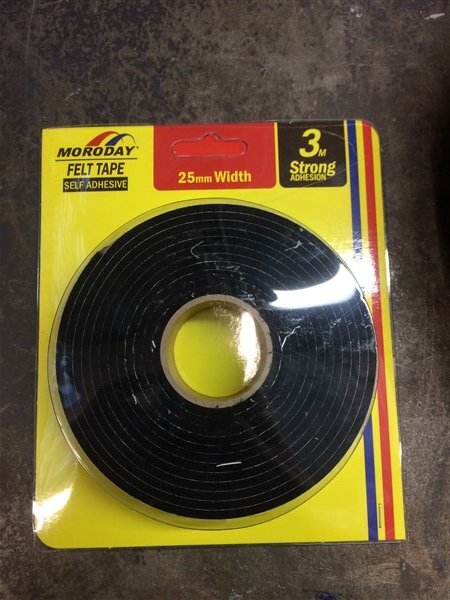 MORODAY
FELT TAPE
SELF ADHESIVE
25mm Width
3M
Strong
ADHESION